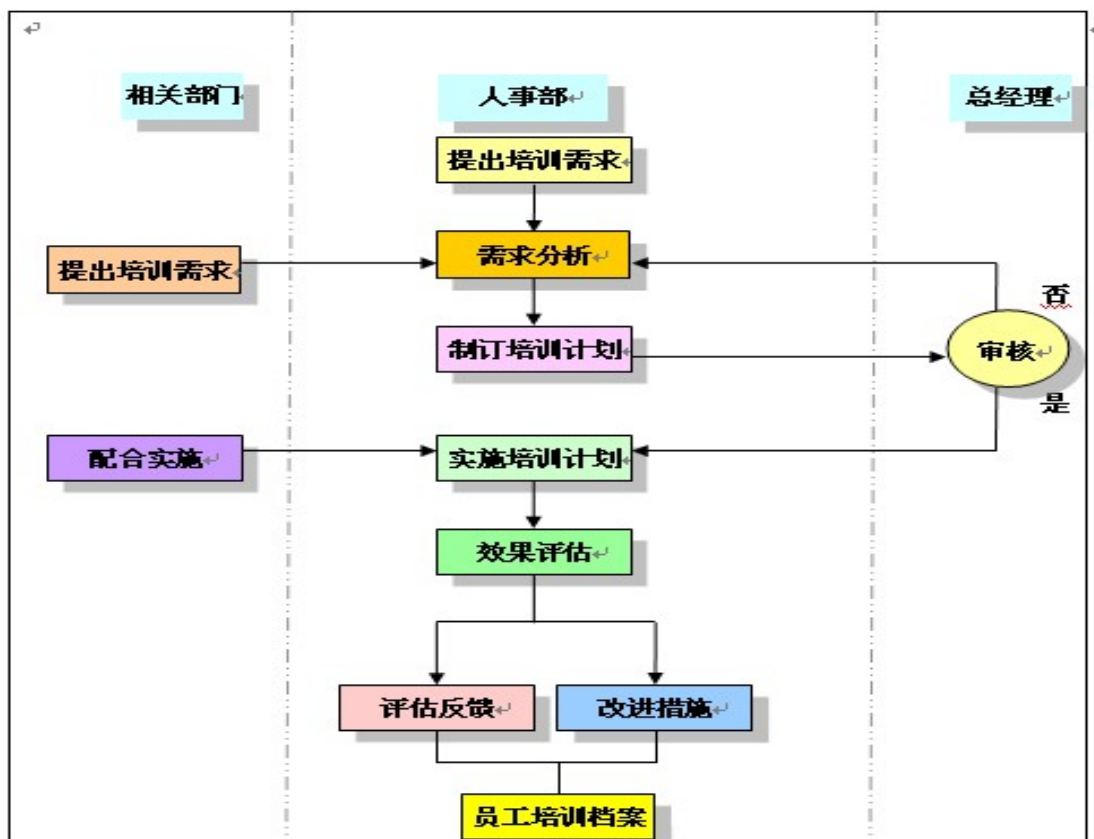 相关部门
人事部
总经理
提出培训需求
提出培训需求
需求分析
否
制订培训计划
审核
是
配合实施
实施培训计划
效果评估
评估反馈
改进措施
员工培训档案